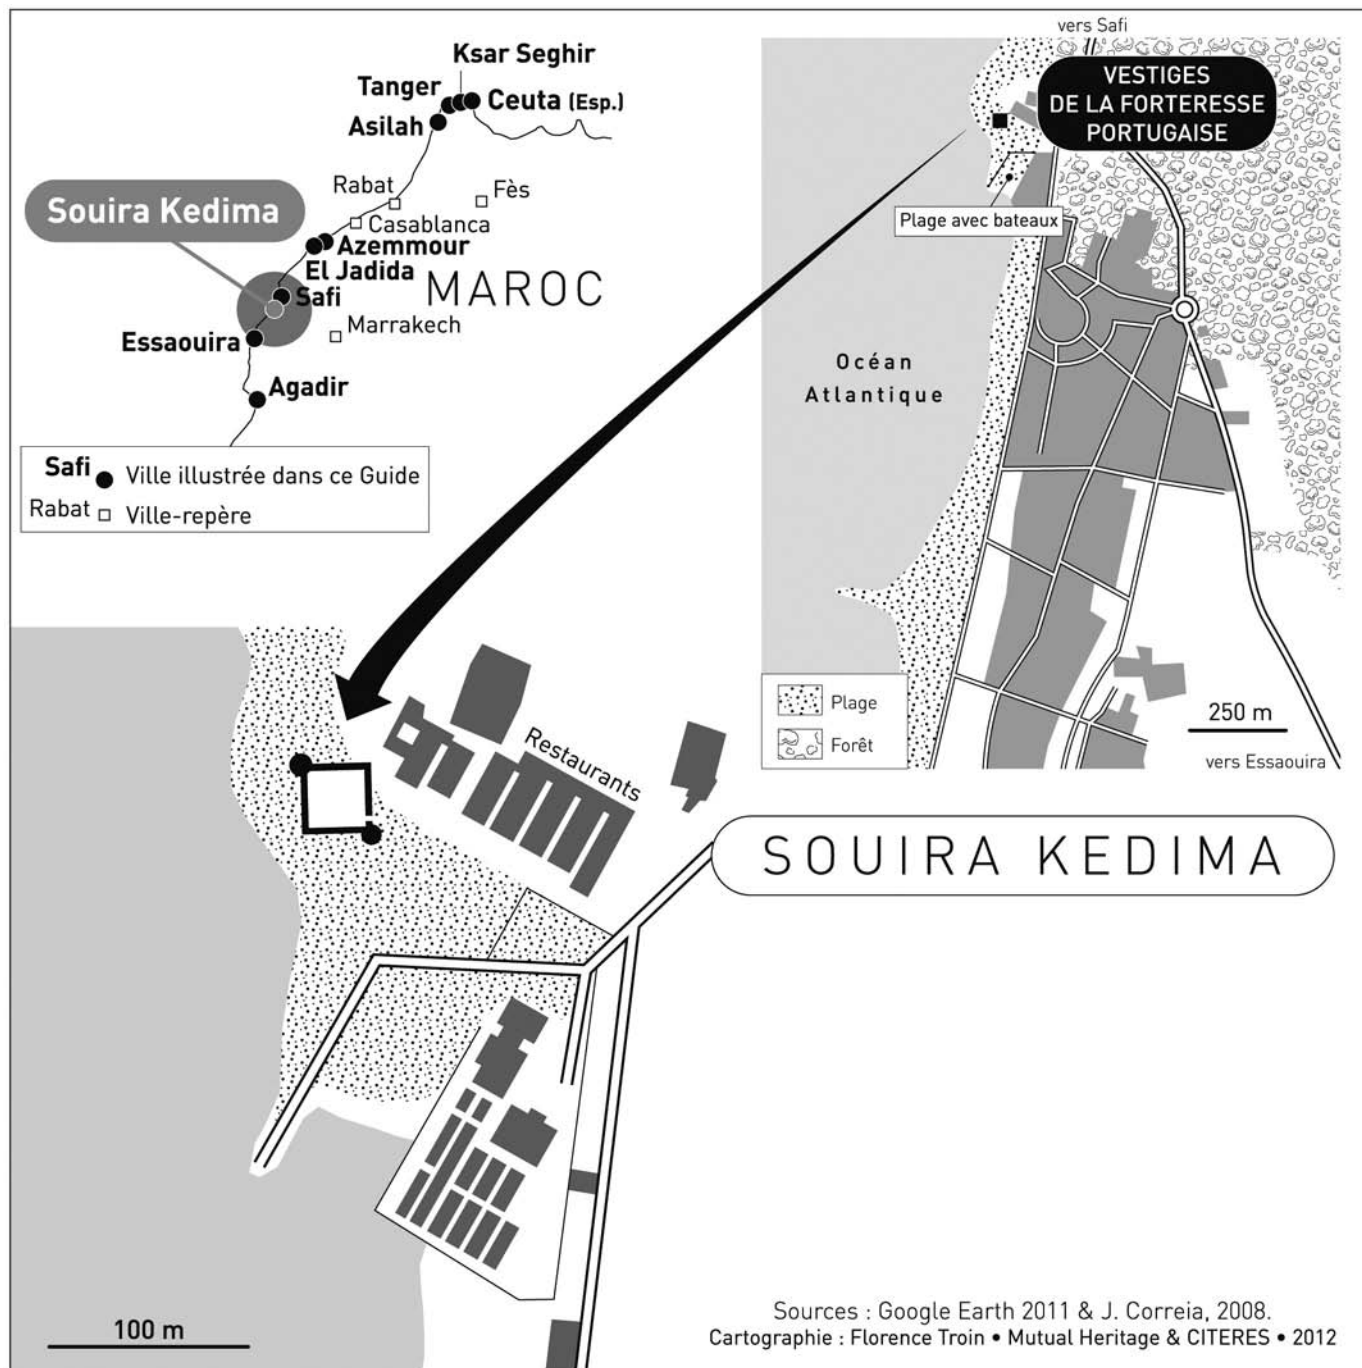 Ksar Seghir
Tanger
Ceuta (Esp.)
Asilah
Rabat
Fès
Souira Kedima
Casablanca
Azemmour
El Jadida
MAROC
Safi
Marrakech
Essaouira
Agadir
Safi Ville illustrée dans ce Guide
Rabat Ville-repère
vers Safi
VESTIGES
DE LA FORTERESSE
PORTUGAISE
Plage avec bateaux
Océan
Atlantique
Plage
Forêt
250 m
vers Essaouira
Restaurants
SOUIRA KEDIMA
100 m
Sources : Google Earth 2011 & J. Correia, 2008.
Cartographie : Florence Troin • Mutual Heritage & CITERES • 2012